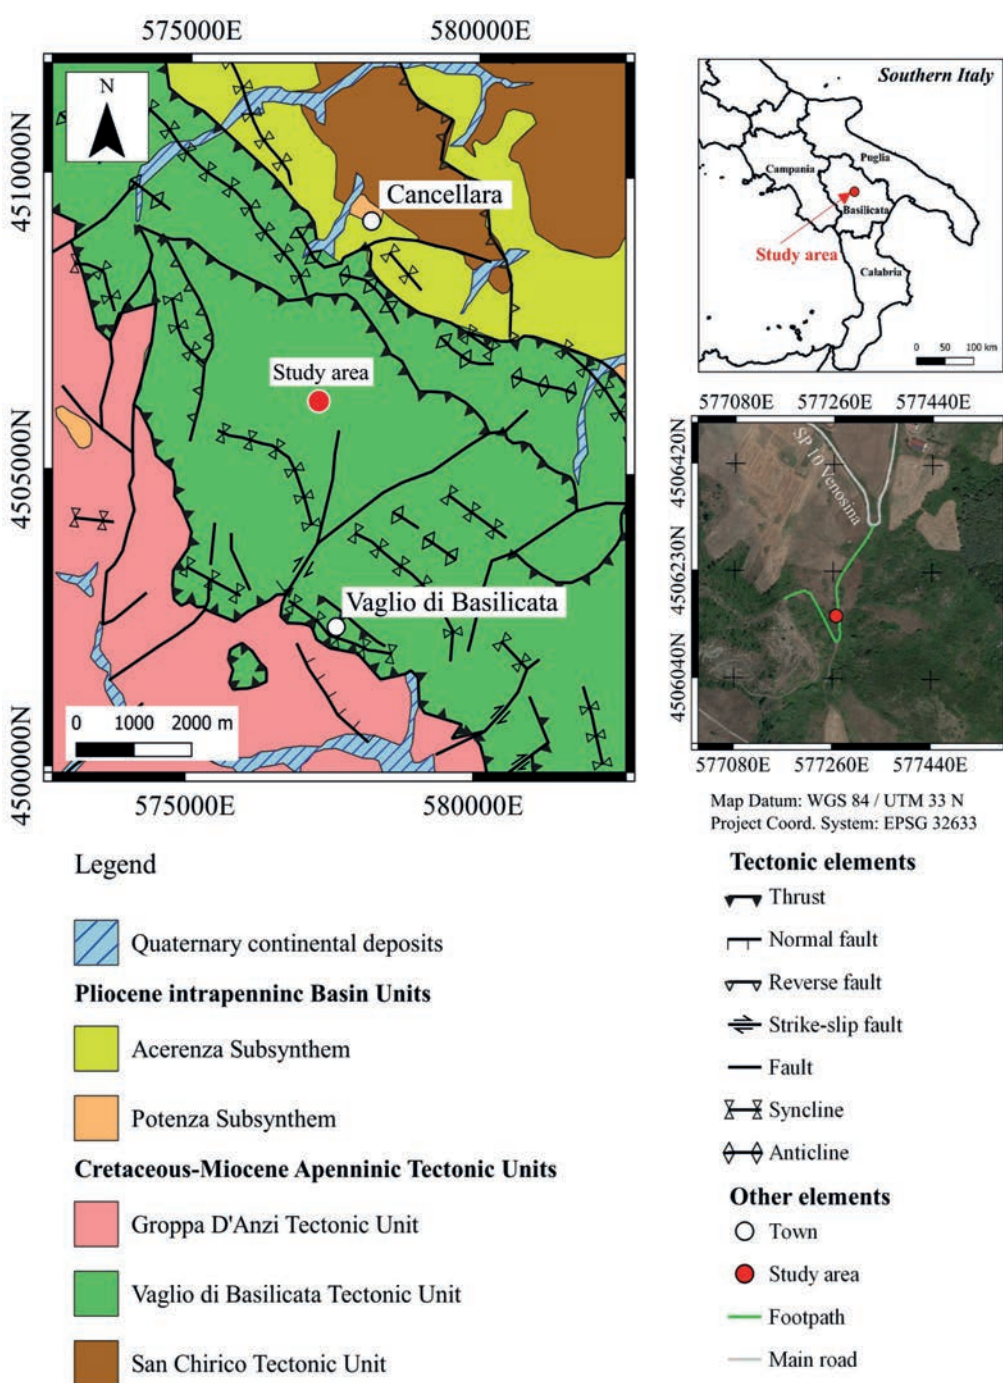 575000E
580000E
4510000N
4505000N
4500000N
N
Cancellara
Study area
Vaglio di Basilicata
0 1000 2000 m
575000E
580000E
Southern Italy
Puglia
Campania
Basilicata
Study area
Calabria
0 50 100 km
577080E 577260E 577440E
4506420N
4506230N
4506040N
SP 10 Venosina
577080E 577260E 577440E
Map Datum: WGS 84 / UTM 33 N
Project Coord. System: EPSG 32633
Legend
Quaternary continental deposits
Pliocene intrapenninc Basin Units
Acerenza Subsynthem
Potenza Subsynthem
Cretaceous-Miocene Apenninic Tectonic Units
Groppa D'Anzi Tectonic Unit
Vaglio di Basilicata Tectonic Unit
San Chirico Tectonic Unit
Tectonic elements
Thrust
Normal fault
Reverse fault
Strike-slip fault
Fault
Syncline
Anticline
Other elements
Town
Study area
Footpath
Main road